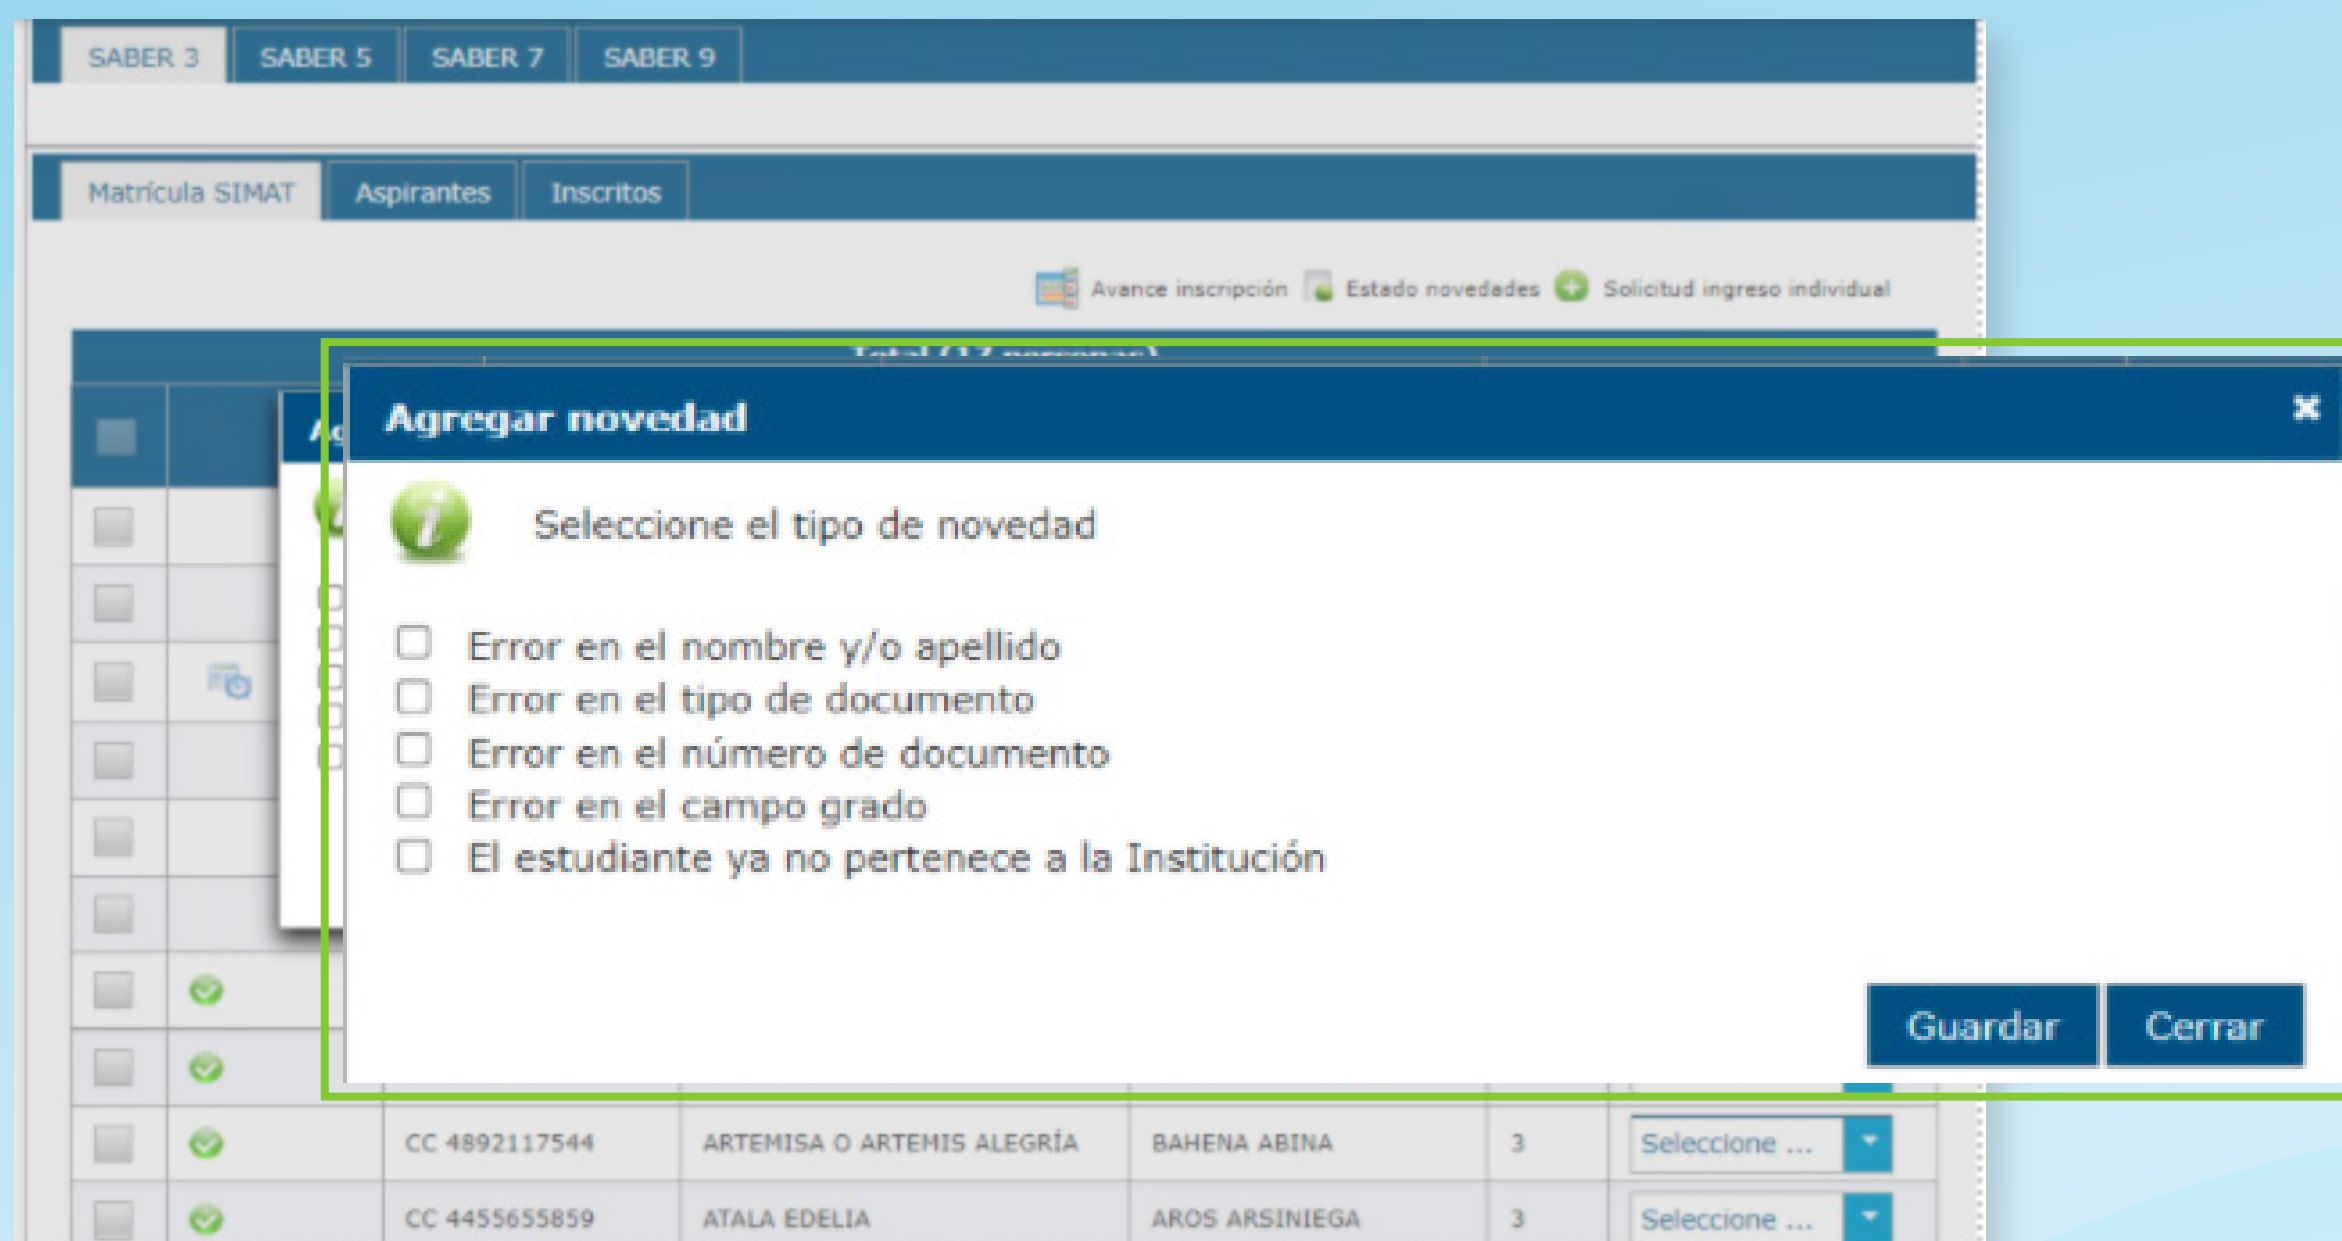 SABER 3 SABER 5 SABER 7 SABER 9
Matrícula SIMAT Aspirantes Inscritos
Avance inscripción Estado novedades Solicitud ingreso individual
Total (17 personas)
Agregar novedad
Seleccione el tipo de novedad
Error en el nombre y/o apellido
Error en el tipo de documento
Error en el número de documento
Error en el campo grado
El estudiante ya no pertenece a la Institución
Guardar Cerrar
CC 4892117544 ARTEMISA O ARTEMIS ALEGRÍA BAHENA ABINA 3 Seleccione ...
CC 4455655859 ATALA EDELIA AROS ARSINIEGA 3 Seleccione ...